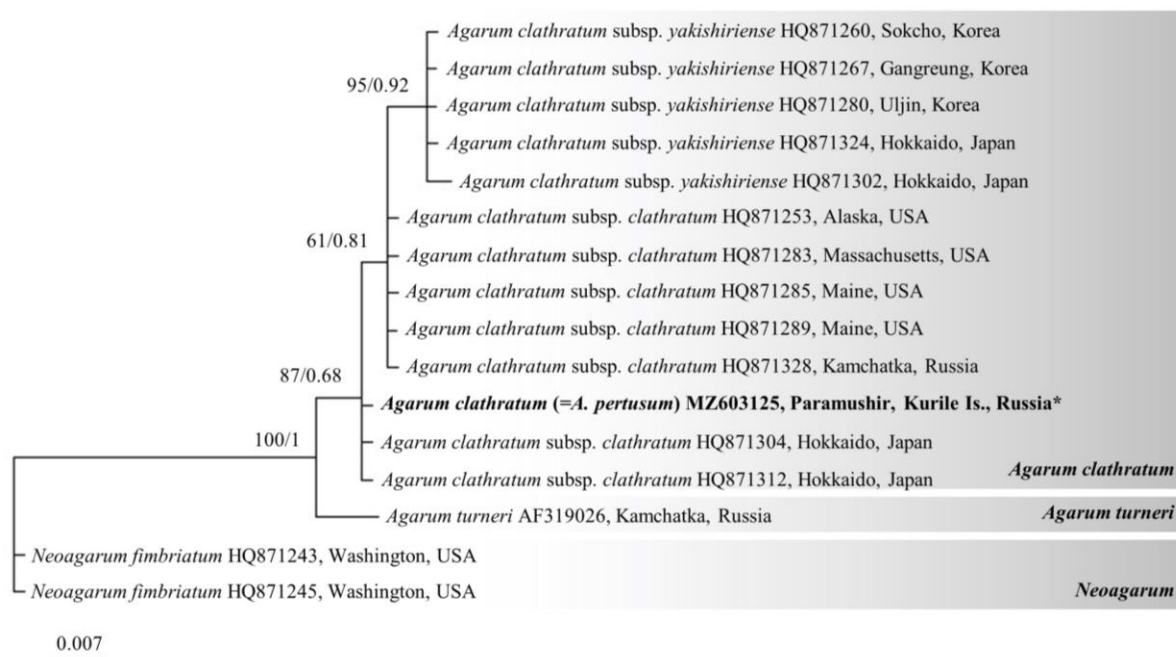 Agarum clathratum subsp. yakishiriense HQ871260, Sokcho, Korea
Agarum clathratum subsp. yakishiriense HQ871267, Gangreung, Korea
95/0.92
Agarum clathratum subsp. yakishiriense HQ871280, Uljin, Korea
Agarum clathratum subsp. yakishiriense HQ871324, Hokkaido, Japan
Agarum clathratum subsp. yakishiriense HQ871302, Hokkaido, Japan
Agarum clathratum subsp. clathratum HQ871253, Alaska, USA
61/0.81
Agarum clathratum subsp. clathratum HQ871283, Massachusetts, USA
Agarum clathratum subsp. clathratum HQ871285, Maine, USA
Agarum clathratum subsp. clathratum HQ871289, Maine, USA
Agarum clathratum subsp. clathratum HQ871328, Kamchatka, Russia
87/0.68
Agarum clathratum (=A. pertusum) MZ603125, Paramushir, Kurile Is., Russia*
100/1
Agarum clathratum subsp. clathratum HQ871304, Hokkaido, Japan
Agarum clathratum
Agarum clathratum subsp. clathratum HQ871312, Hokkaido, Japan
Agarum turneri AF319026, Kamchatka, Russia
Agarum turneri
Neoagarum fimbriatum HQ871243, Washington, USA
Neoagarum fimbriatum HQ871245, Washington, USA
Neoagarum
0.007